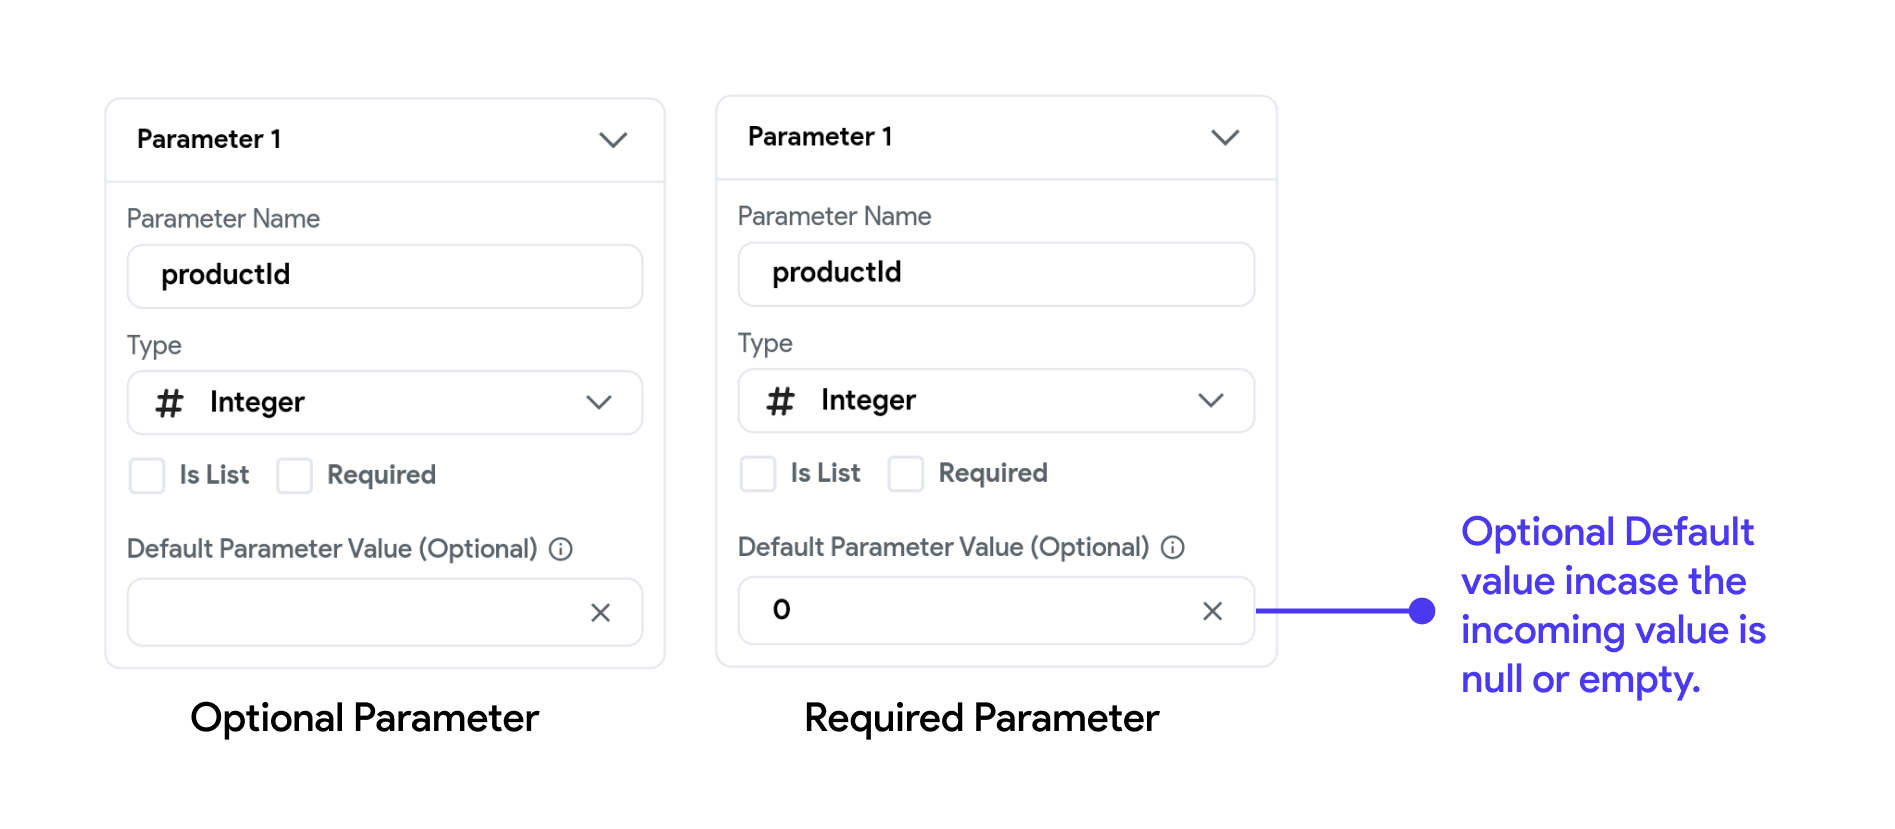 Parameter 1
Parameter Name
productId
Type
# Integer
Is List Required
Default Parameter Value (Optional)
Optional Parameter
Parameter 1
Parameter Name
productId
Type
# Integer
Is List Required
Default Parameter Value (Optional)
0
Required Parameter
Optional Default
value incase the
incoming value is
null or empty.